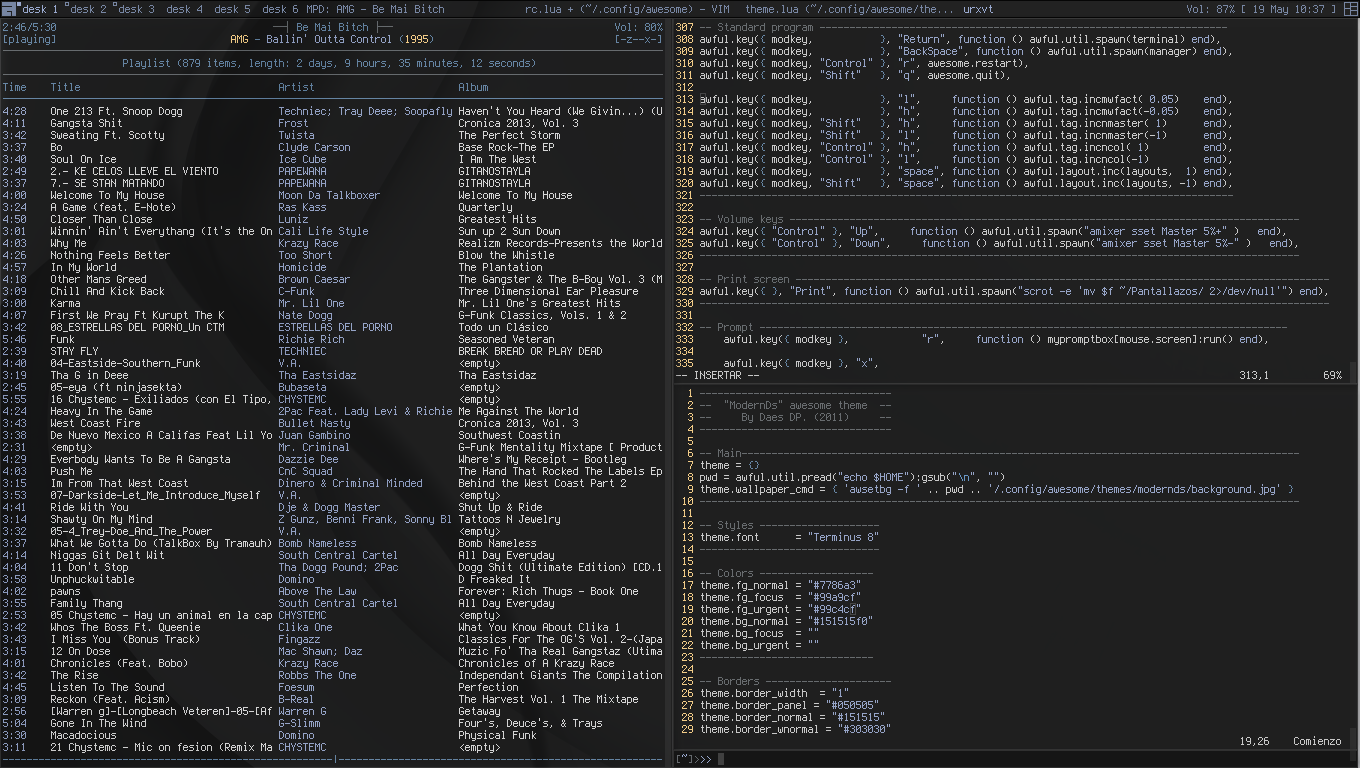 desk 1 desk 2 desk 3 desk 4 desk 5 desk 6 MPD: AMG - Be Mai Bitch rc.lua + (~/.config/awesome) - VIM theme.lua (~/.config/awesome/the... urxvt Vol: 87% [ 19 May 10:37 ]
2:46/5:30 Be Mai Bitch Vol: 80%
[playing] AMG - Ballin' Outta Control (1995) [-z--x-]
Playlist (879 items, length: 2 days, 9 hours, 35 minutes, 12 seconds)
Time Title Artist Album
4:28 One 213 Ft. Snoop Dogg Techniec; Tray Deee; Soopafly Haven't You Heard (We Givin...) (U
4:11 Gangsta Shit Frost Cronica 2013, Vol. 3
3:42 Sweating Ft. Scotty Twista The Perfect Storm
3:37 Bo Clyde Carson Base Rock-The EP
3:40 Soul On Ice Ice Cube I Am The West
2:49 2.- KE CELOS LLEVE EL VIENTO PAPEWANA GITANOSTAYLA
3:37 7.- SE STAN MATANDO PAPEWANA GITANOSTAYLA
4:00 Welcome To My House Moon Da Talkboxer Welcome To My House
3:24 A Game (feat. E-Note) Ras Kass Quarterly
4:50 Closer Than Close Luniz Greatest Hits
3:01 Winnin' Ain't Everythang (It's the On Cali Life Style Sun up 2 Sun Down
4:03 Why Me Krazy Race Realizm Records-Presents the World
4:26 Nothing Feels Better Too Short Blow the Whistle
4:57 In My World Homicide The Plantation
4:18 Other Mans Greed Brown Caesar The Gangster & The B-Boy Vol. 3 (M
3:09 Chill And Kick Back C-Funk Three Dimensional Ear Pleasure
3:00 Karma Mr. Lil One Mr. Lil One's Greatest Hits
4:07 First We Pray Ft Kurupt The K Nate Dogg G-Funk Classics, Vols. 1 & 2
3:42 08_ESTRELLAS DEL PORNO_Un CTM ESTRELLAS DEL PORNO Todo un Clásico
5:46 Funk Richie Rich Seasoned Veteran
2:39 STAY FLY TECHNIEC BREAK BREAD OR PLAY DEAD
4:40 04-Eastside-Southern_Funk V.A. <empty>
3:19 Tha G in Deee Tha Eastsidaz Tha Eastsidaz
2:45 05-eya (ft ninjasekta) Bubaseta <empty>
5:55 16 Chystemc - Exiliados (con El Tipo, CHYSTEMC <empty>
4:24 Heavy In The Game 2Pac Feat. Lady Levi & Richie Me Against The World
3:43 West Coast Fire Bullet Nasty Cronica 2013, Vol. 3
3:38 De Nuevo Mexico A Califas Feat Lil Yo Juan Gambino Southwest Coastin
2:31 <empty> Mr. Criminal G-Funk Mentality Mixtape [ Product
4:29 Everybody Wants To Be A Gangsta Dazzie Dee Where's My Receipt - Bootleg
4:03 Push Me CnC Squad The Hand That Rocked The Labels Ep
3:15 Im From That West Coast Dinero & Criminal Minded Behind the West Coast Part 2
3:53 07-Darkside-Let_Me_Introduce_Myself V.A. <empty>
4:41 Ride With You Dje & Dogg Master Shut Up & Ride
3:14 Shawty On My Mind Z Gunz, Benni Frank, Sonny Bl Tattoos N Jewelry
3:32 05-4_Trey-Doe_And_The_Power V.A. <empty>
3:37 What We Gotta Do (TalkBox By Tramauh) Bomb Nameless Bomb Nameless
4:14 Niggas Git Delt Wit South Central Cartel All Day Everyday
4:04 11 Don't Stop Tha Dogg Pound; 2Pac Dogg Shit (Ultimate Edition) [CD.1
3:58 Unphuckwitable Domino D Freaked It
4:02 pawns Above The Law Forever: Rich Thugs - Book One
3:55 Family Thang South Central Cartel All Day Everyday
2:53 05 Chystemc - Hay un animal en la cap CHYSTEMC <empty>
3:42 Whos The Boss Ft. Queenie Clika One What You Know About Clika 1
3:43 I Miss You (Bonus Track) Fingazz Classics For The OG'S Vol. 2-(Japa
3:15 12 On Dose Mac Shawn; Daz Muzic Fo' Tha Real Gangstaz (Utima
4:01 Chronicles (Feat. Bobo) Krazy Race Chronicles of A Krazy Race
3:42 The Rise Robbs The One Independant Giants The Compilation
4:45 Listen To The Sound Foesum Perfection
3:09 Reckon (Feat. Acism) B-Real The Harvest Vol. 1 The Mixtape
2:56 [Warren g]-[Longbeach Veteren]-05-[Af Warren G Getaway
5:04 Gone In The Wind G-Slimm Four's, Deuce's, & Trays
3:30 Macadocious Domino Physical Funk
3:11 21 Chystemc - Mic on fesion (Remix Ma CHYSTEMC <empty>
307 -- Standard program
308 awful.key({ modkey, }, "Return", function () awful.util.spawn(terminal) end),
309 awful.key({ modkey, }, "BackSpace", function () awful.util.spawn(manager) end),
310 awful.key({ modkey, "Control" }, "r", awesome.restart),
311 awful.key({ modkey, "Shift" }, "q", awesome.quit),
312
313 awful.key({ modkey, }, "l", function () awful.tag.incmwfact( 0.05) end),
314 awful.key({ modkey, }, "h", function () awful.tag.incmwfact(-0.05) end),
315 awful.key({ modkey, "Shift" }, "h", function () awful.tag.incnmaster( 1) end),
316 awful.key({ modkey, "Shift" }, "l", function () awful.tag.incnmaster(-1) end),
317 awful.key({ modkey, "Control" }, "h", function () awful.tag.incncol( 1) end),
318 awful.key({ modkey, "Control" }, "l", function () awful.tag.incncol(-1) end),
319 awful.key({ modkey, }, "space", function () awful.layout.inc(layouts, 1) end),
320 awful.key({ modkey, "Shift" }, "space", function () awful.layout.inc(layouts, -1) end),
321
322
323 -- Volume keys
324 awful.key({ "Control" }, "Up", function () awful.util.spawn("amixer sset Master 5%+" ) end),
325 awful.key({ "Control" }, "Down", function () awful.util.spawn("amixer sset Master 5%-" ) end),
326
327
328 -- Print screen
329 awful.key({ }, "Print", function () awful.util.spawn("scrot -e 'mv $f ~/Pantallazos/ 2>/dev/null'") end),
330
331
332 -- Prompt
333 awful.key({ modkey }, "r", function () mypromptbox[mouse.screen]:run() end),
334
335 awful.key({ modkey }, "x",
-- INSERTAR -- 313,1 69%
1
2 -- "ModernDs" awesome theme --
3 -- By Daes DP. (2011) --
4
5
6 -- Main
7 theme = {}
8 pwd = awful.util.pread("echo $HOME"):gsub("\n", "")
9 theme.wallpaper_cmd = { 'awsetbg -f ' .. pwd .. '/.config/awesome/themes/modernds/background.jpg' }
10
11
12 -- Styles
13 theme.font = "Terminus 8"
14
15
16 -- Colors
17 theme.fg_normal = "#7786a3"
18 theme.fg_focus = "#99a9cf"
19 theme.fg_urgent = "#99c4cf"
20 theme.bg_normal = "#151515f0"
21 theme.bg_focus = ""
22 theme.bg_urgent = ""
23
24
25 -- Borders
26 theme.border_width = "1"
27 theme.border_panel = "#050505"
28 theme.border_normal = "#151515"
29 theme.border_wnormal = "#303030"
19,26 Comienzo
[~]>>>